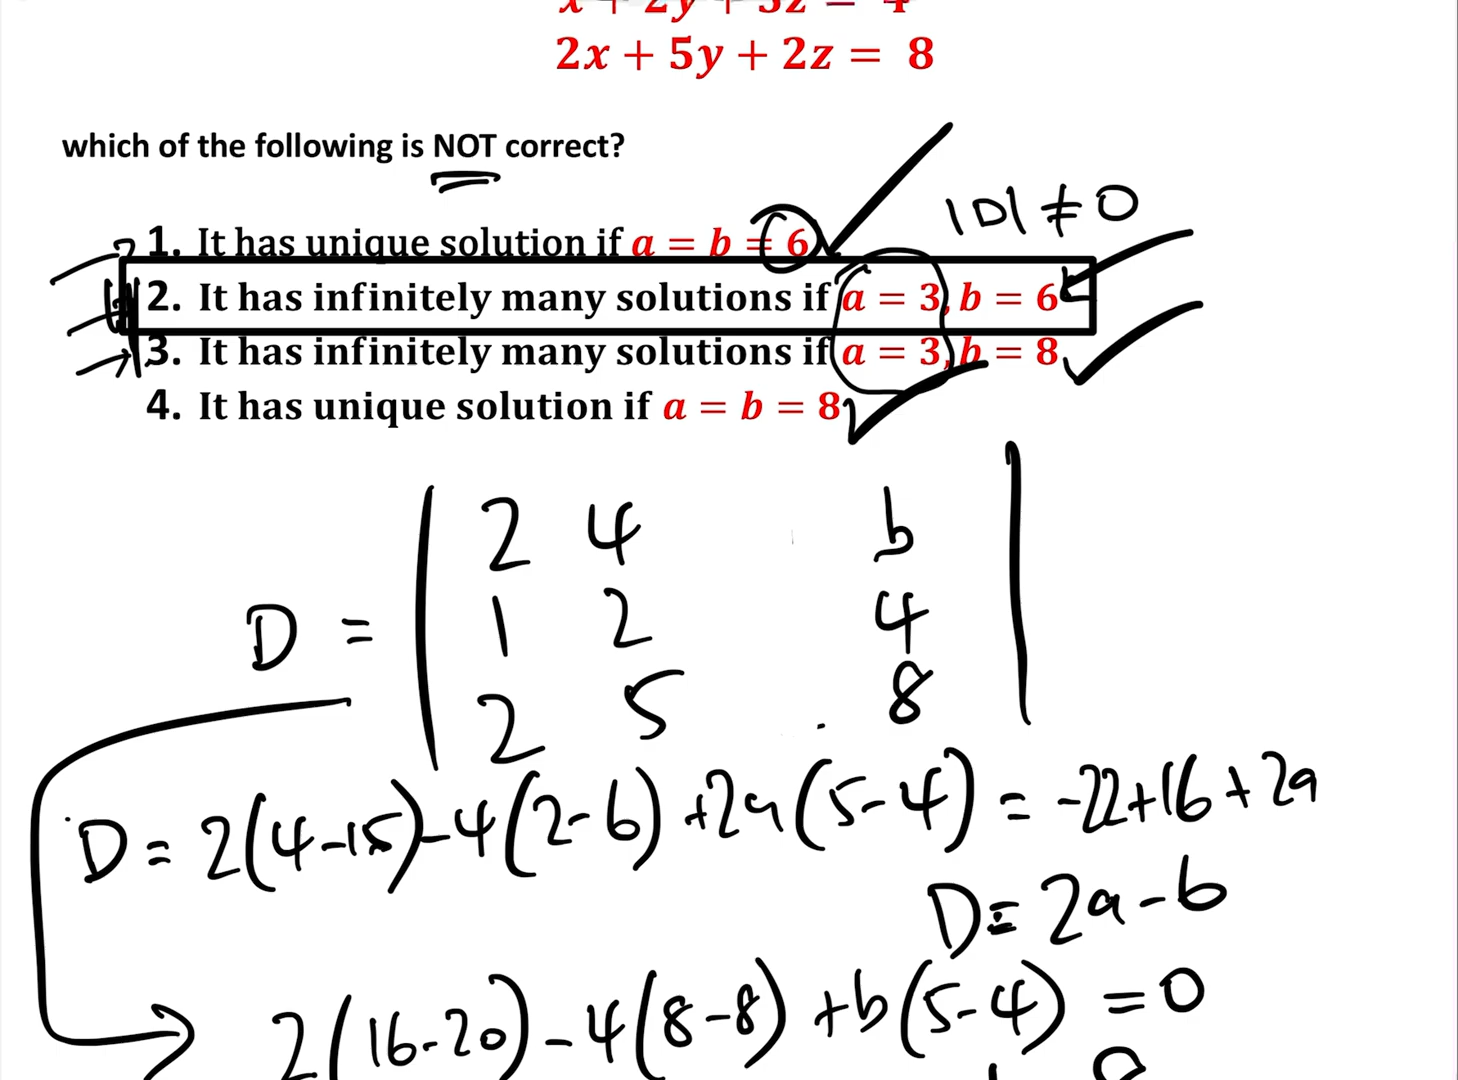 x + 2y + 3z = 4
2x + 5y + 2z = 8
which of the following is NOT correct?
1. It has unique solution if a = b = 6
|D| ≠ 0
2. It has infinitely many solutions if a = 3, b = 6
3. It has infinitely many solutions if a = 3, b = 8
4. It has unique solution if a = b = 8
2 4 b
D = 1 2 4
2 5 8
D = 2(4-15)-4(2-6)+2a(5-4) = -22+16+2a
D = 2a-6
2(16-20)-4(8-8)+b(5-4) = 0